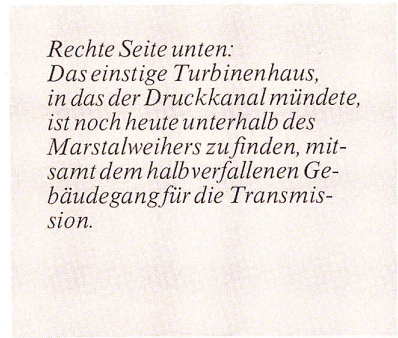 Rechte Seite unten:
Das einstige Turbinenhaus,
in das der Druckkanal mündete,
ist noch heute unterhalb des
Marstalweihers zu finden, mit-
samt dem halbverfallenen Ge-
bäudegang für die Transmis-
sion.